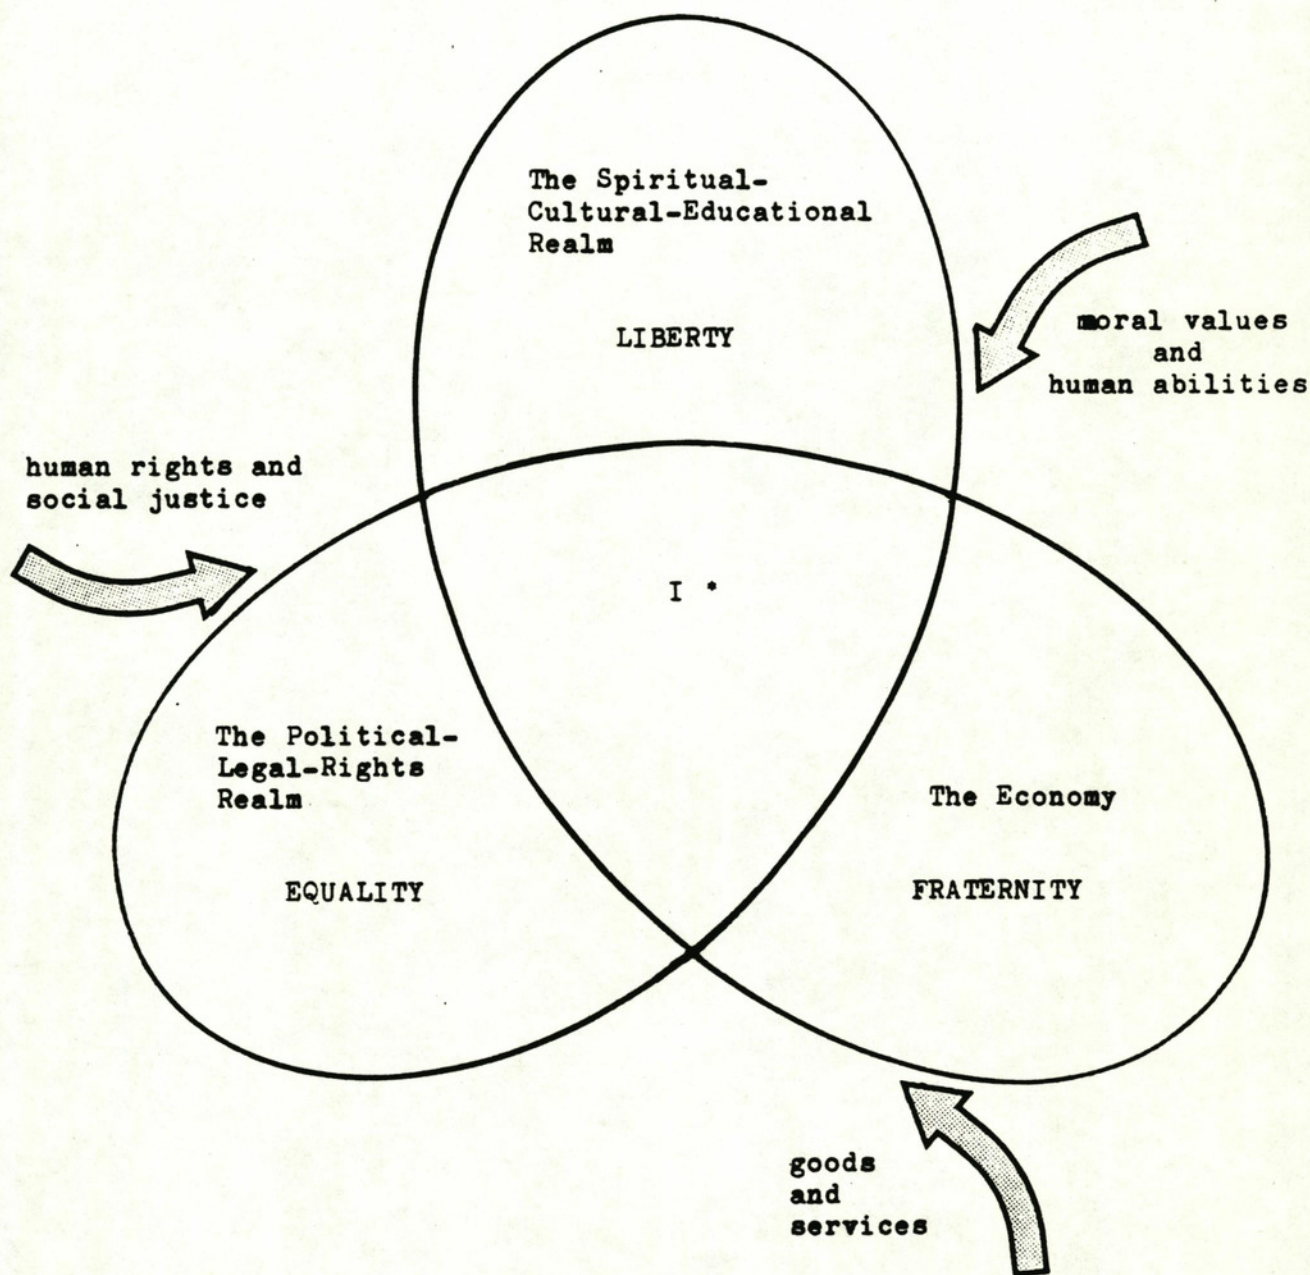 The Spiritual-
Cultural-Educational
Realm
LIBERTY
moral values
and
human abilities
human rights and
social justice
I *
The Political-
Legal-Rights
Realm
EQUALITY
The Economy
FRATERNITY
goods
and
services